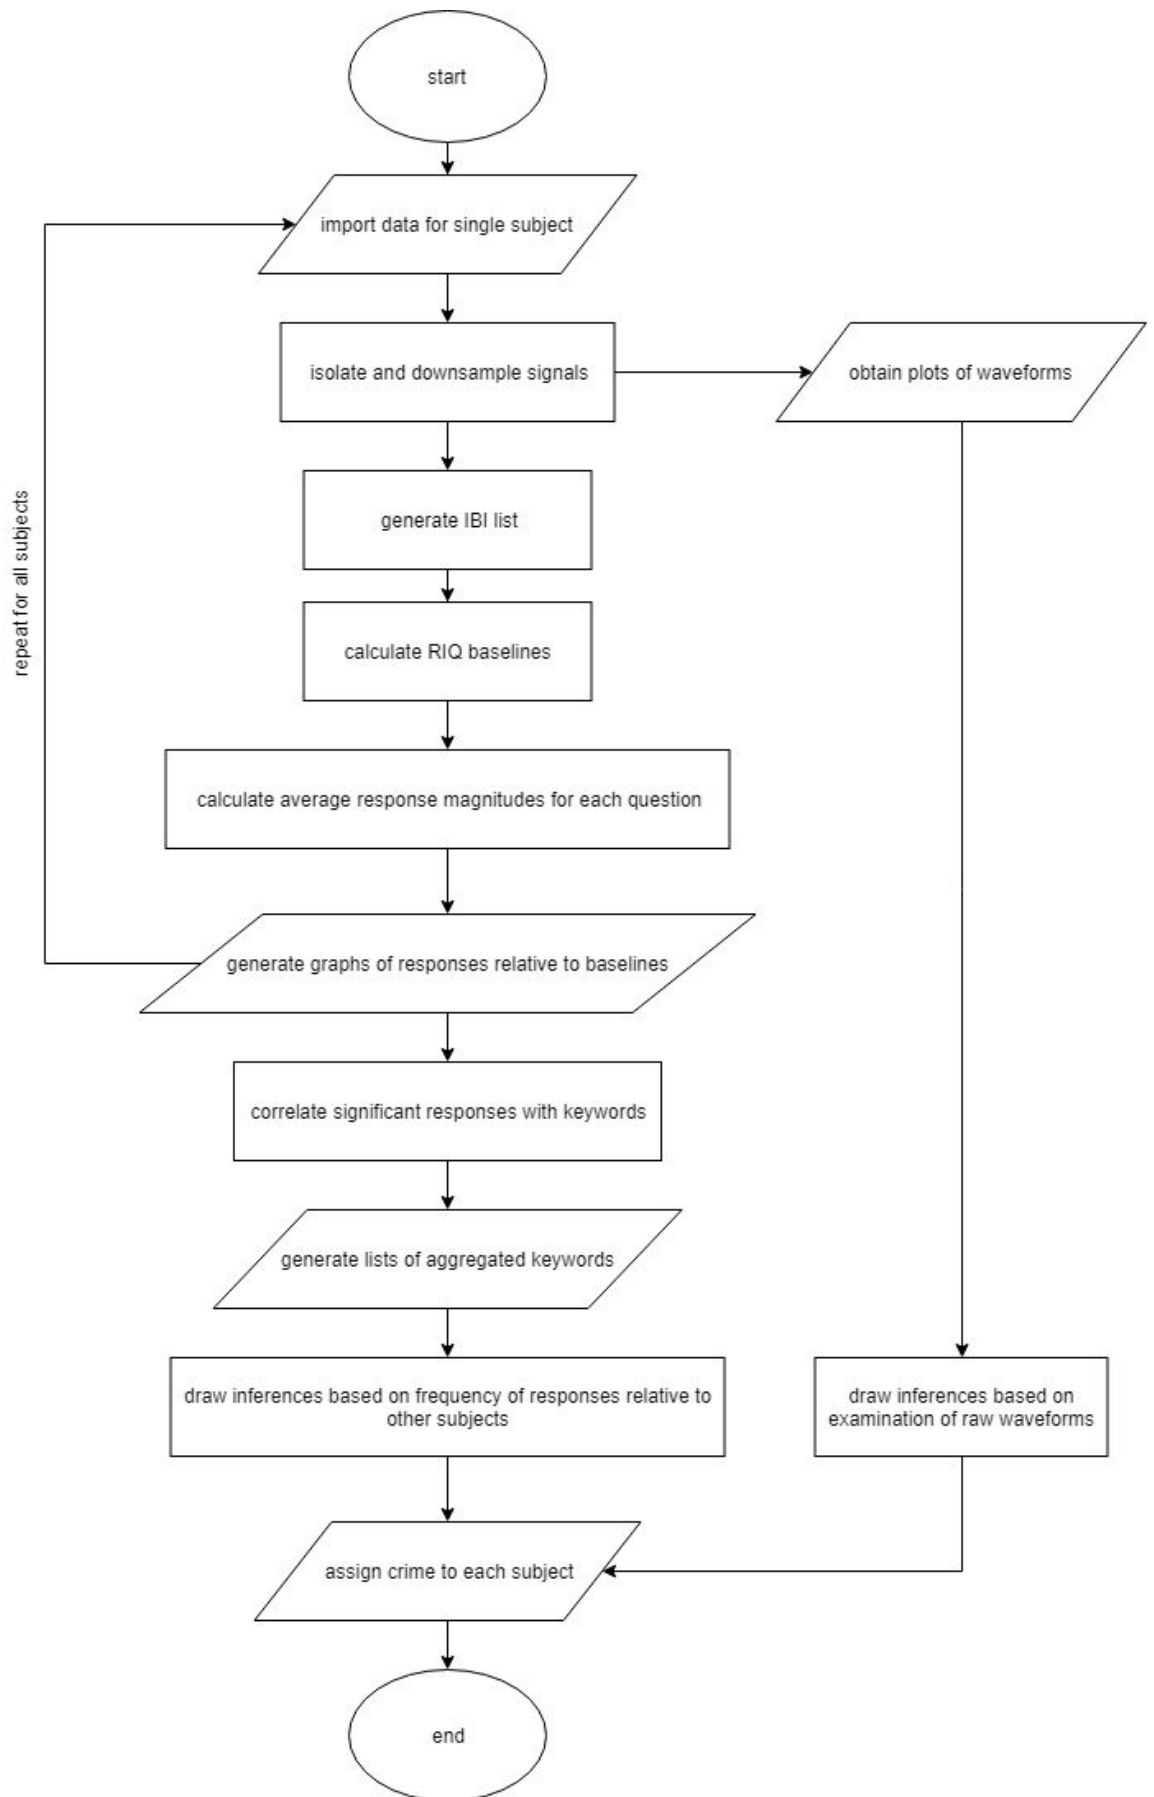 start
import data for single subject
isolate and downsample signals
obtain plots of waveforms
generate IBI list
repeat for all subjects
calculate RIQ baselines
calculate average response magnitudes for each question
generate graphs of responses relative to baselines
correlate significant responses with keywords
generate lists of aggregated keywords
draw inferences based on frequency of responses relative to
other subjects
draw inferences based on
examination of raw waveforms
assign crime to each subject
end